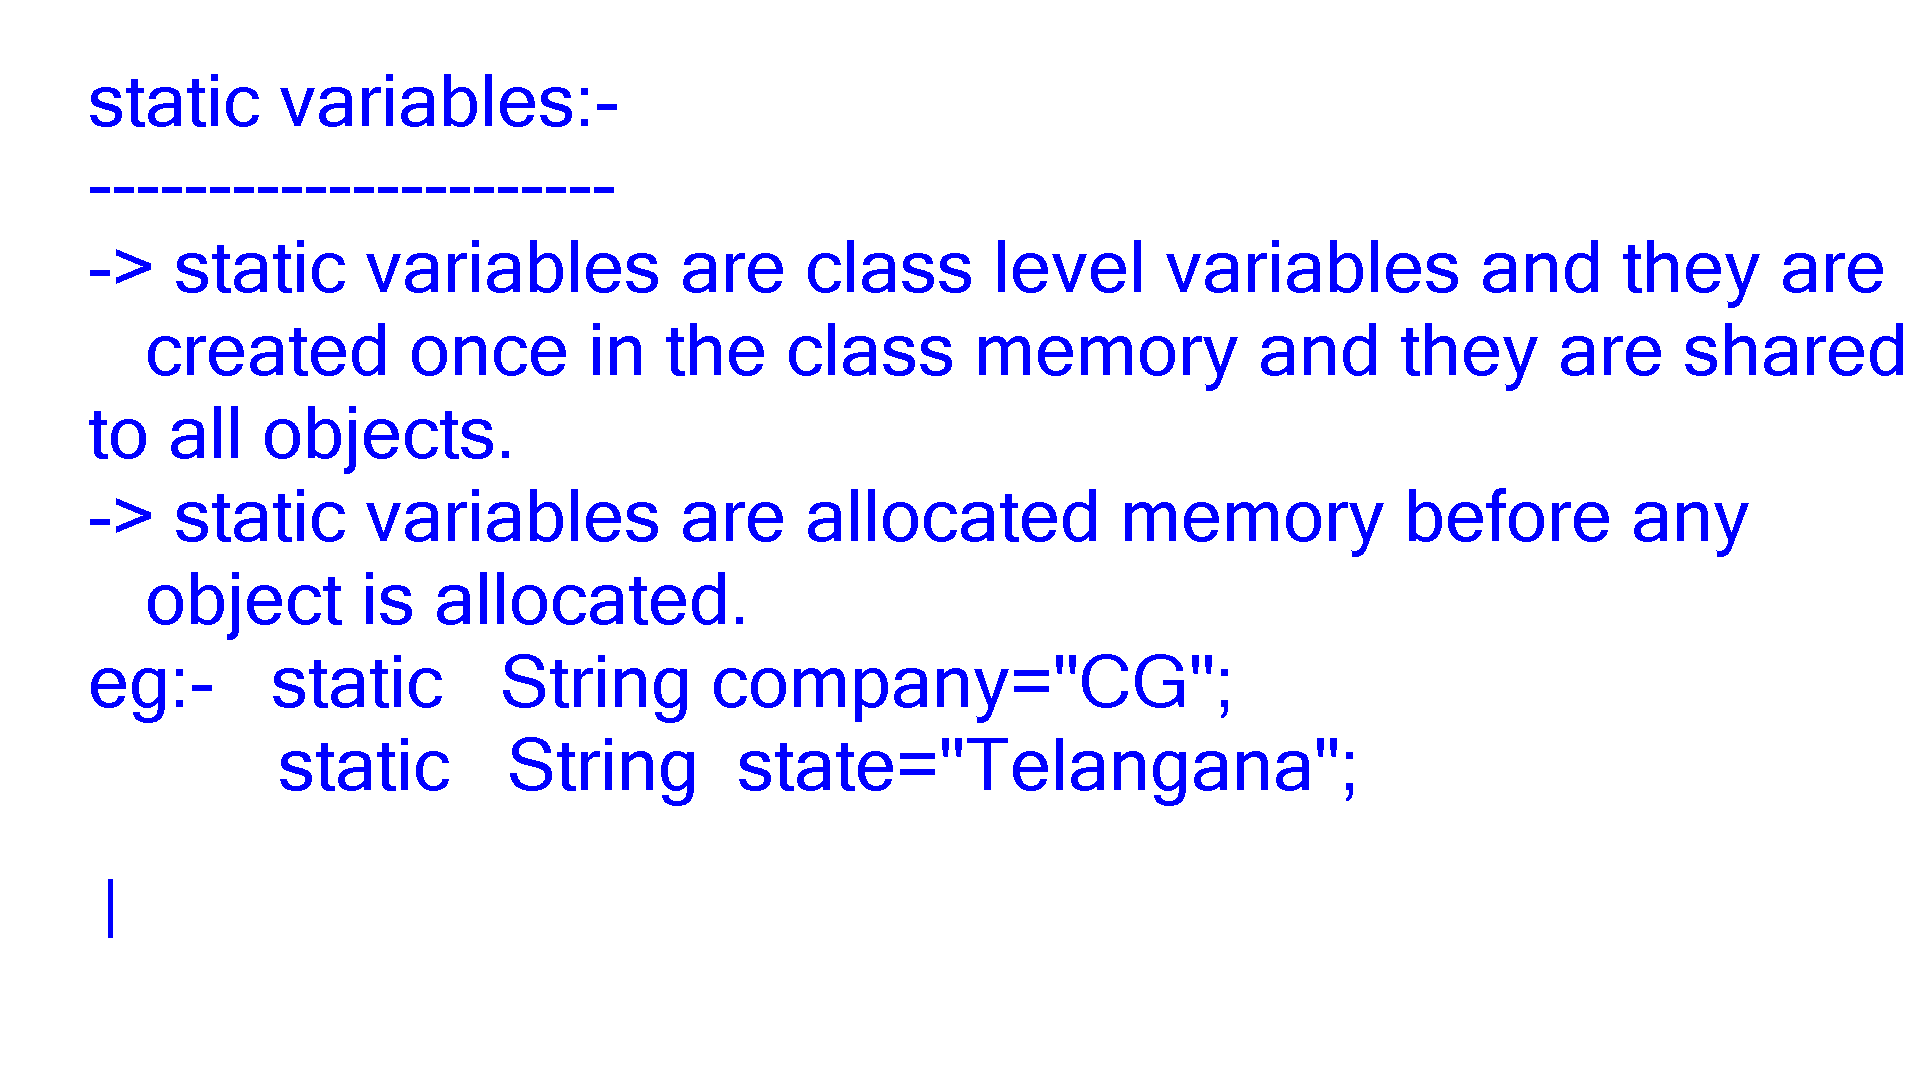 static variables:-
----------------------
-> static variables are class level variables and they are
created once in the class memory and they are shared
to all objects.
-> static variables are allocated memory before any
object is allocated.
eg:-   static   String company="CG";
static   String  state="Telangana";